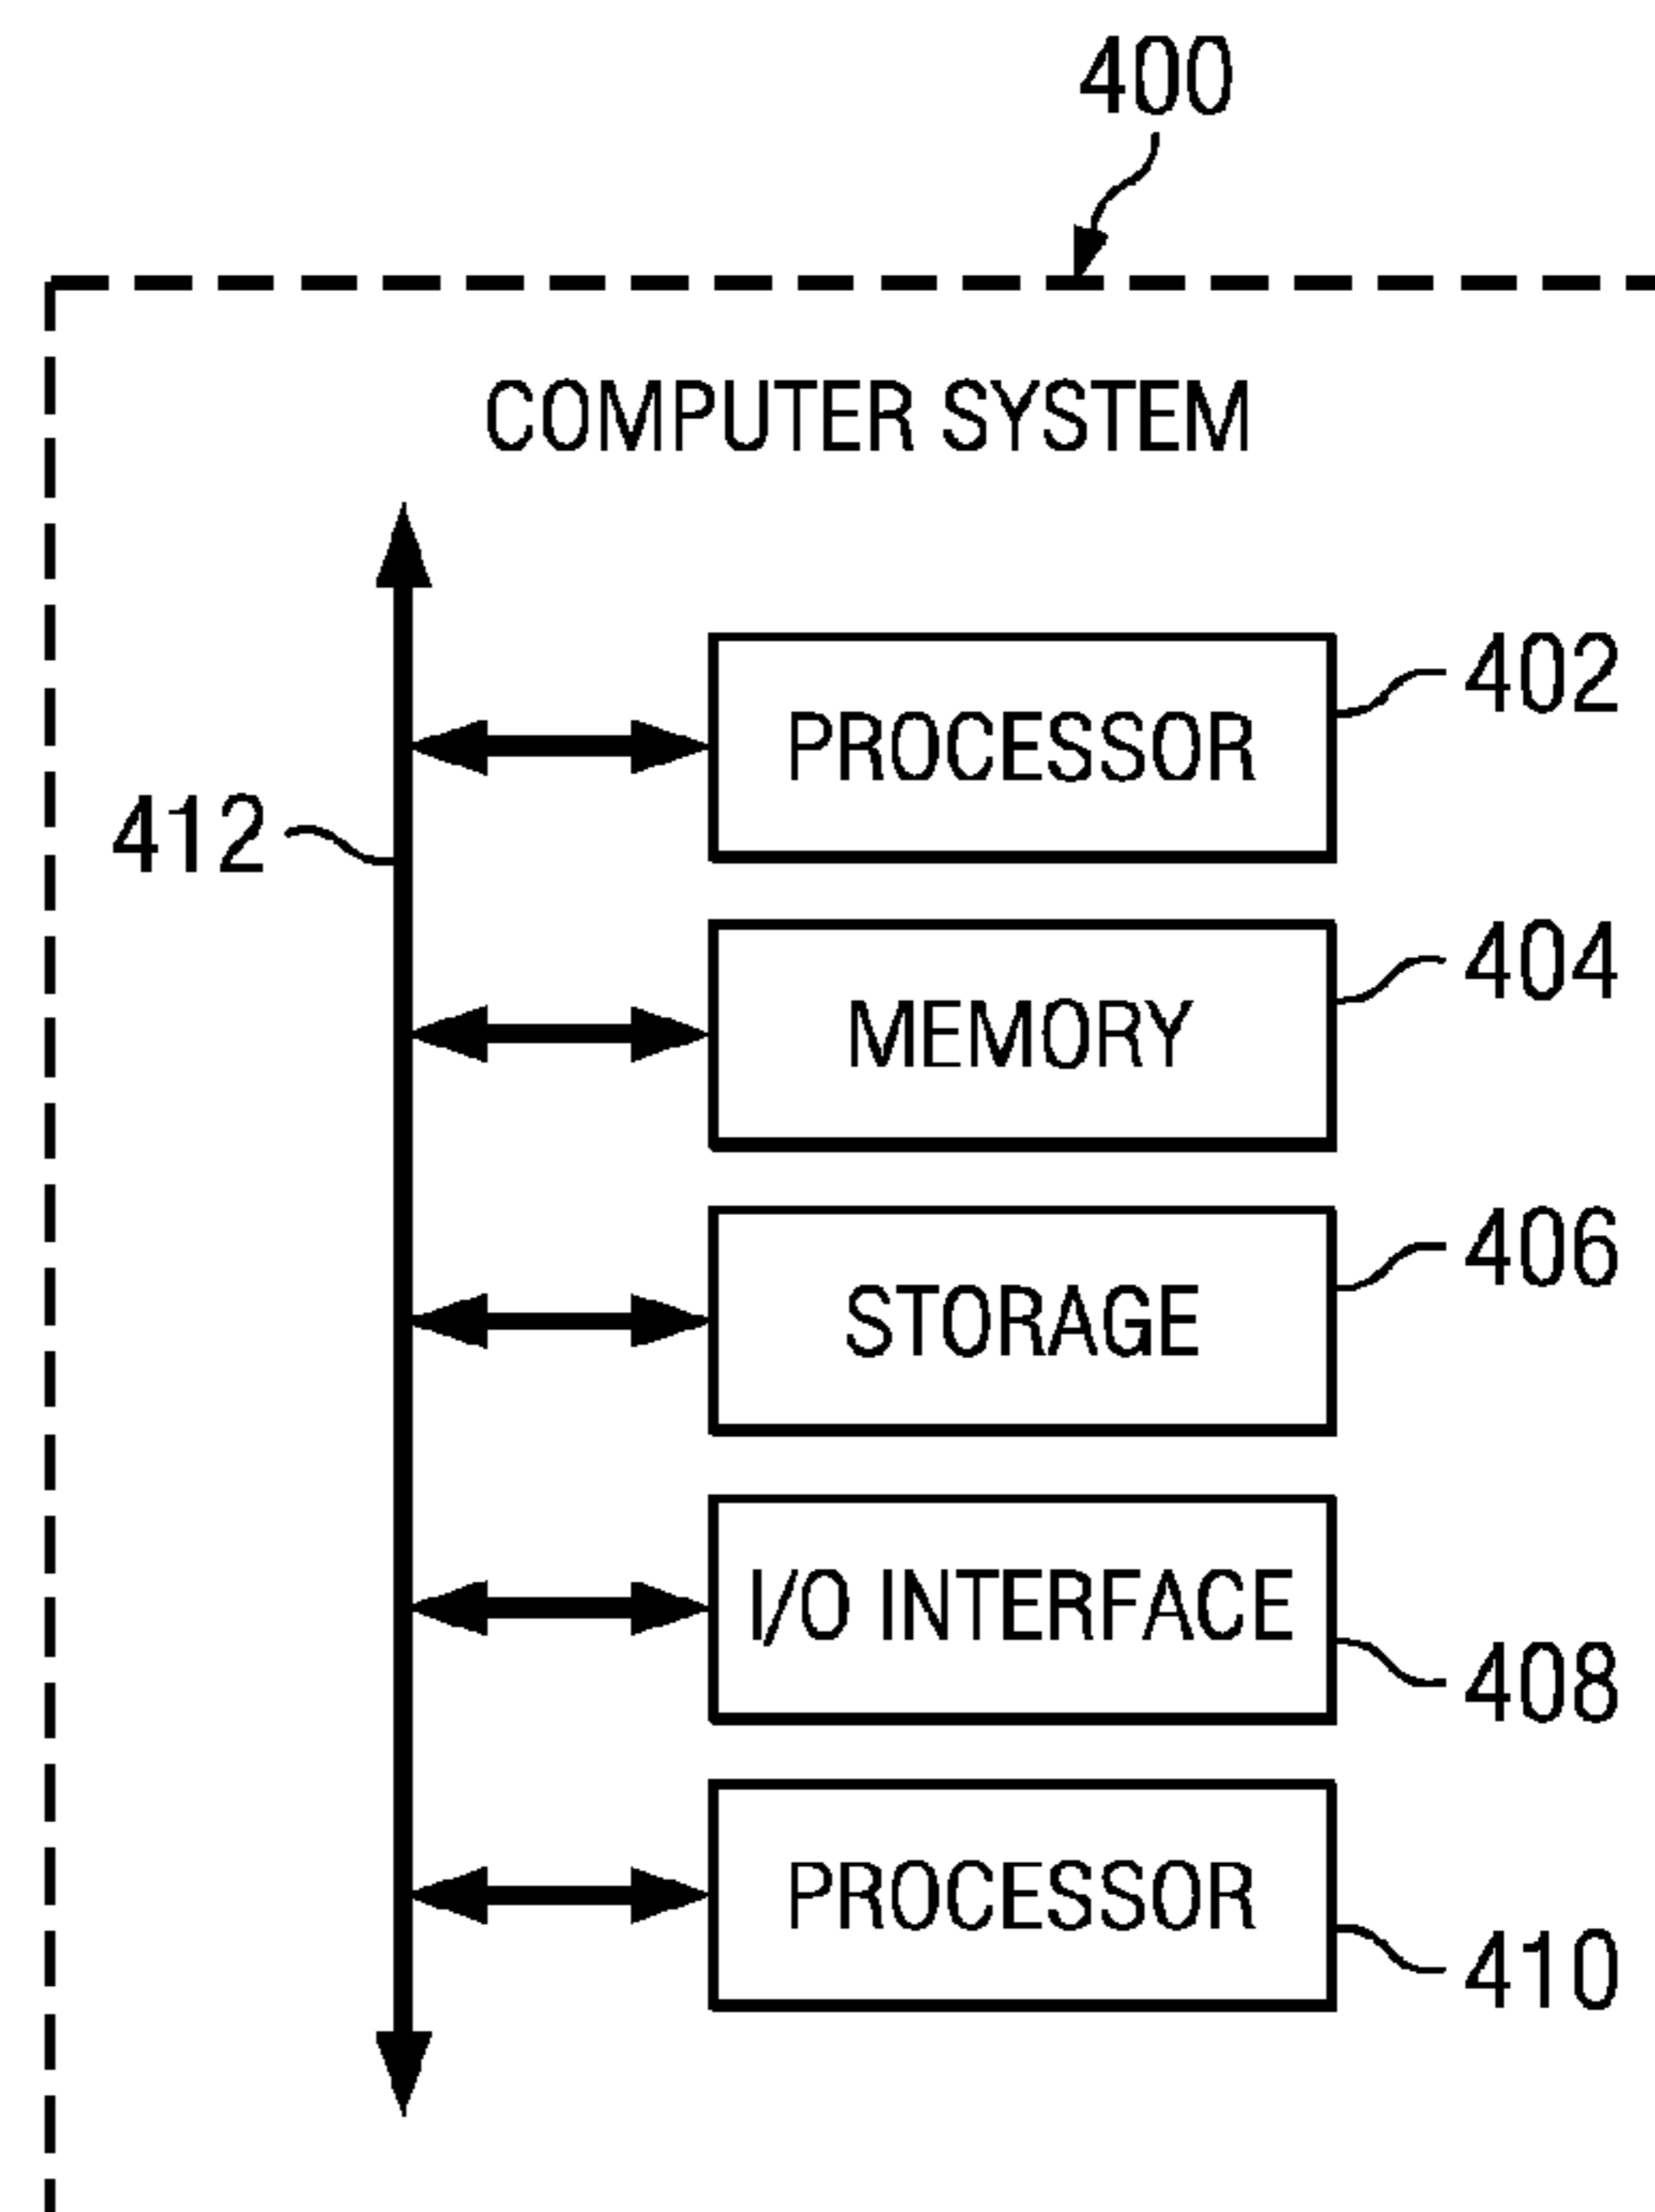 400
COMPUTER SYSTEM
402
PROCESSOR
412
404
MEMORY
406
STORAGE
I/O INTERFACE
408
PROCESSOR
410